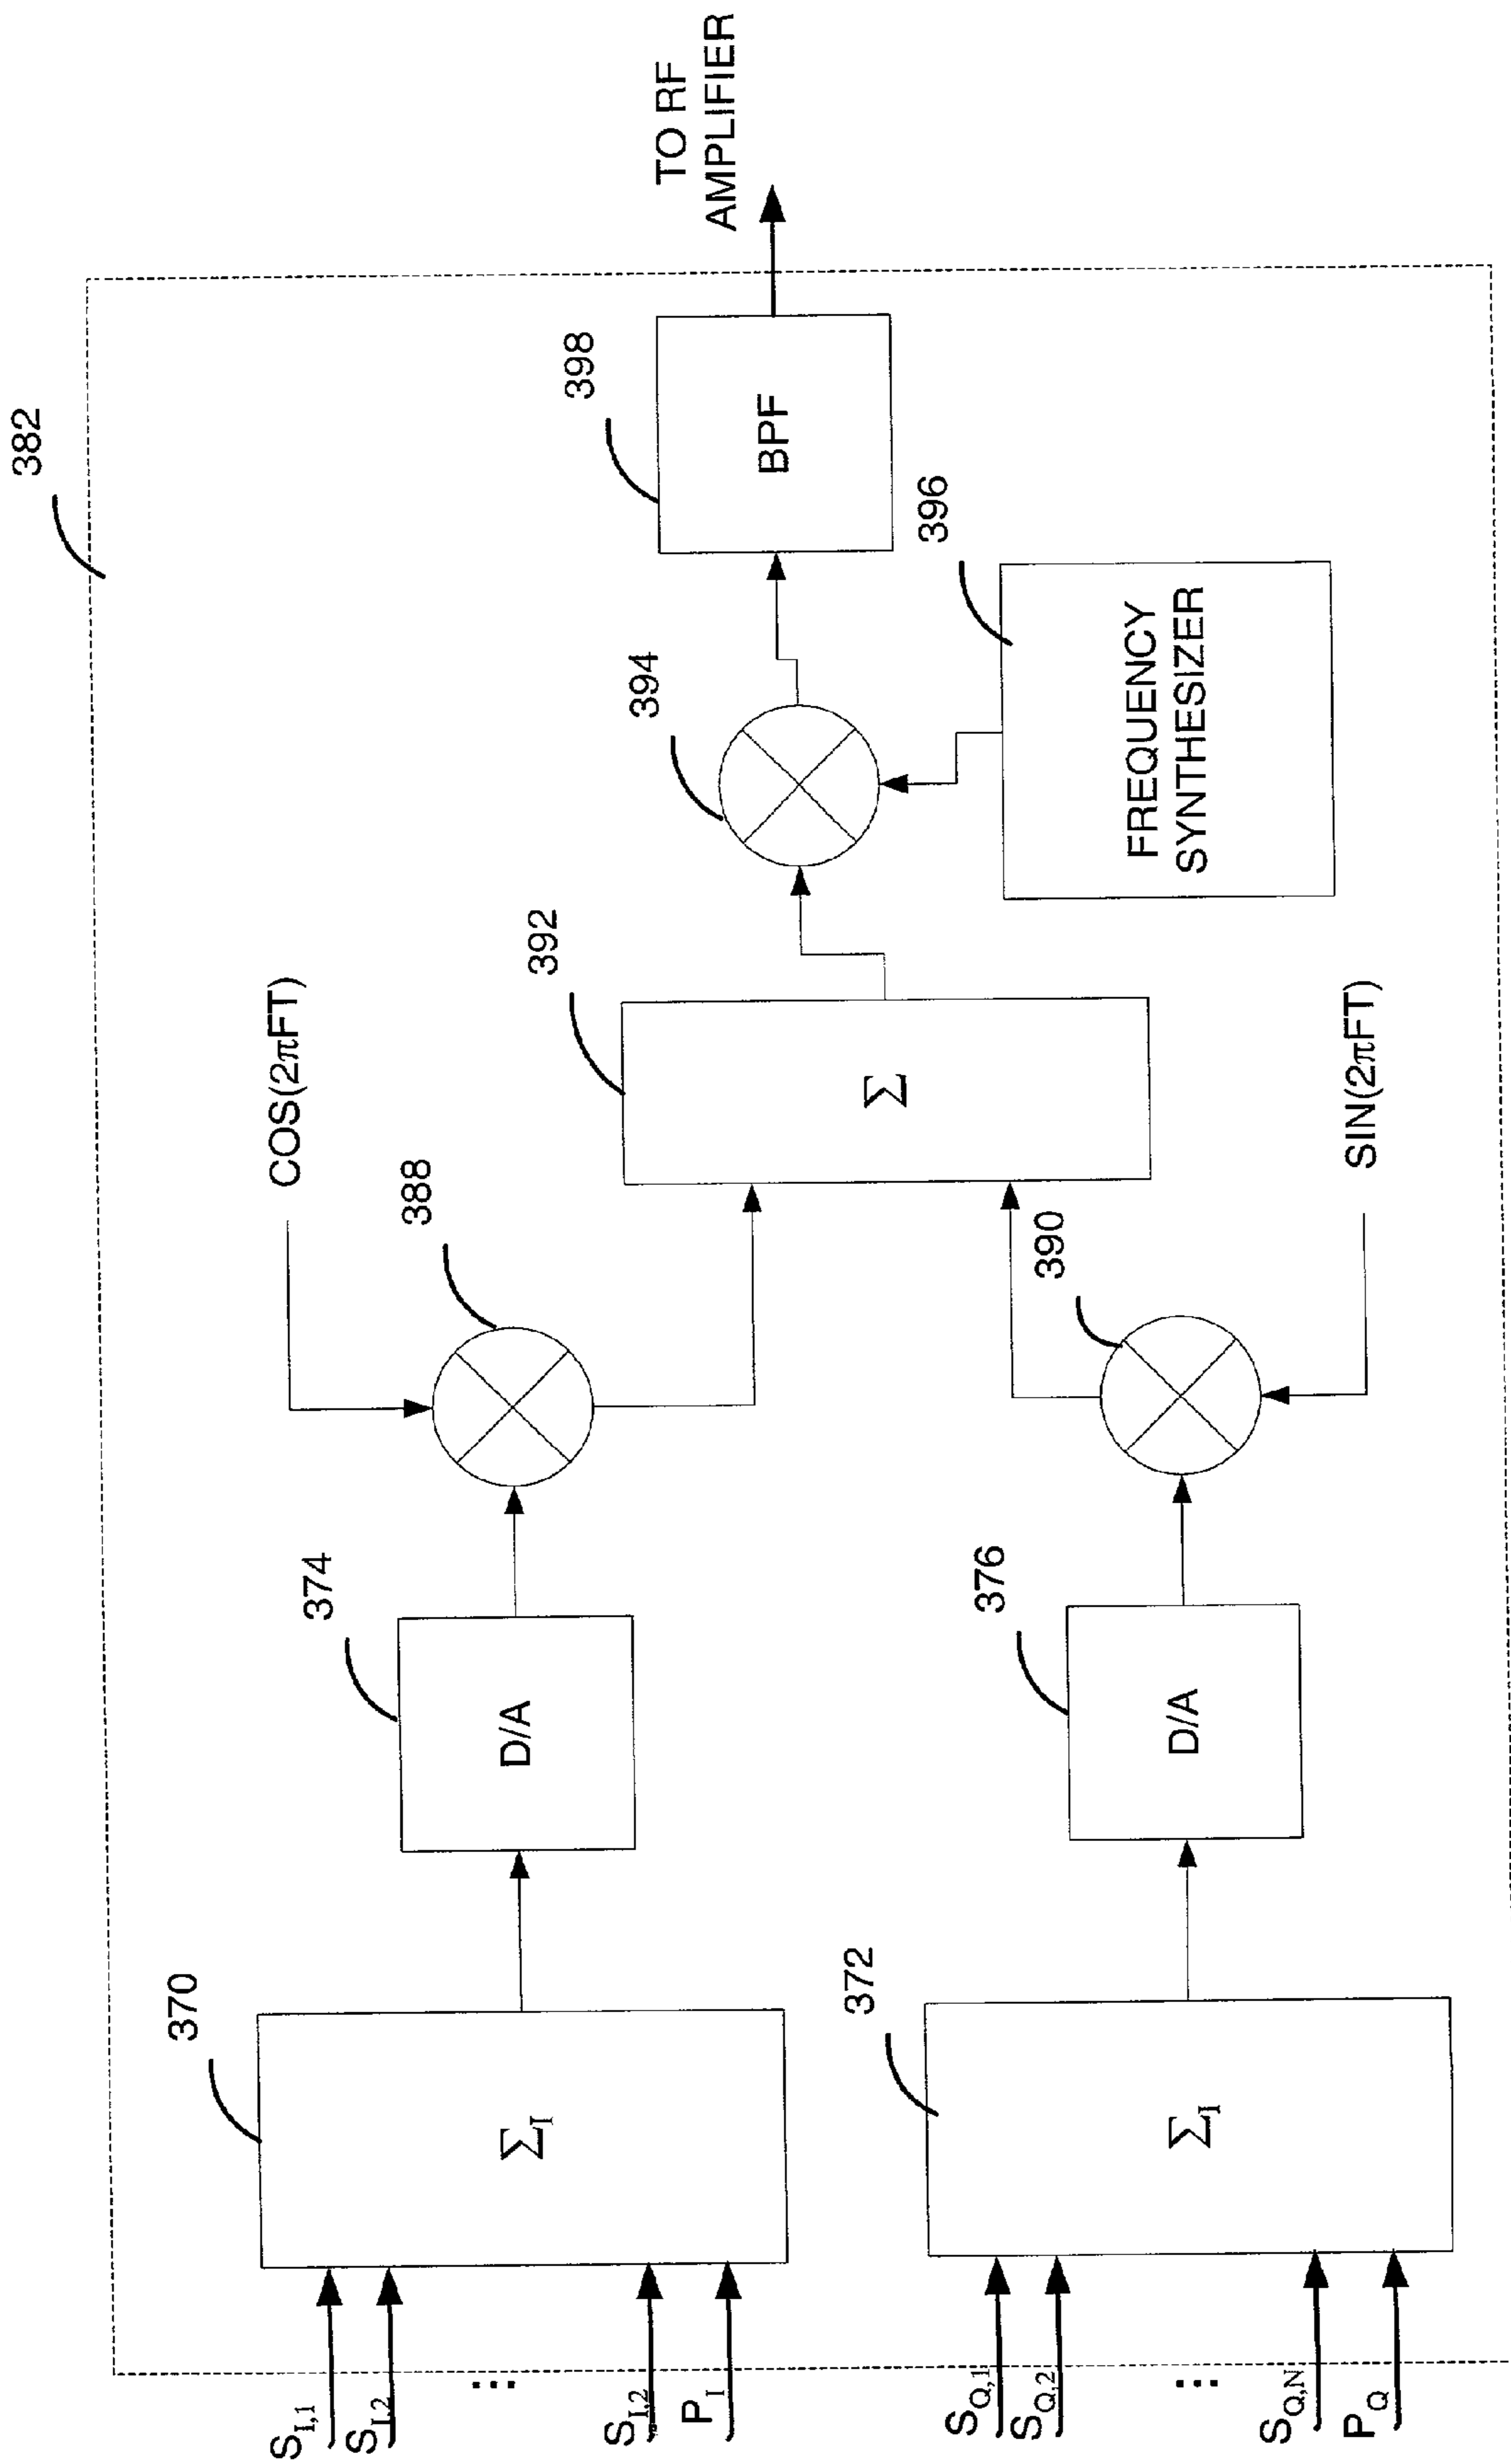 382
370
Σ_I
S_I,1
S_I,2
...
S_I,2
P_I
374
D/A
388
COS(2πFT)
392
Σ
394
398
BPF
TO RF
AMPLIFIER
396
FREQUENCY
SYNTHESIZER
372
Σ_I
S_Q,1
S_Q,2
...
S_Q,N
P_Q
376
D/A
390
SIN(2πFT)